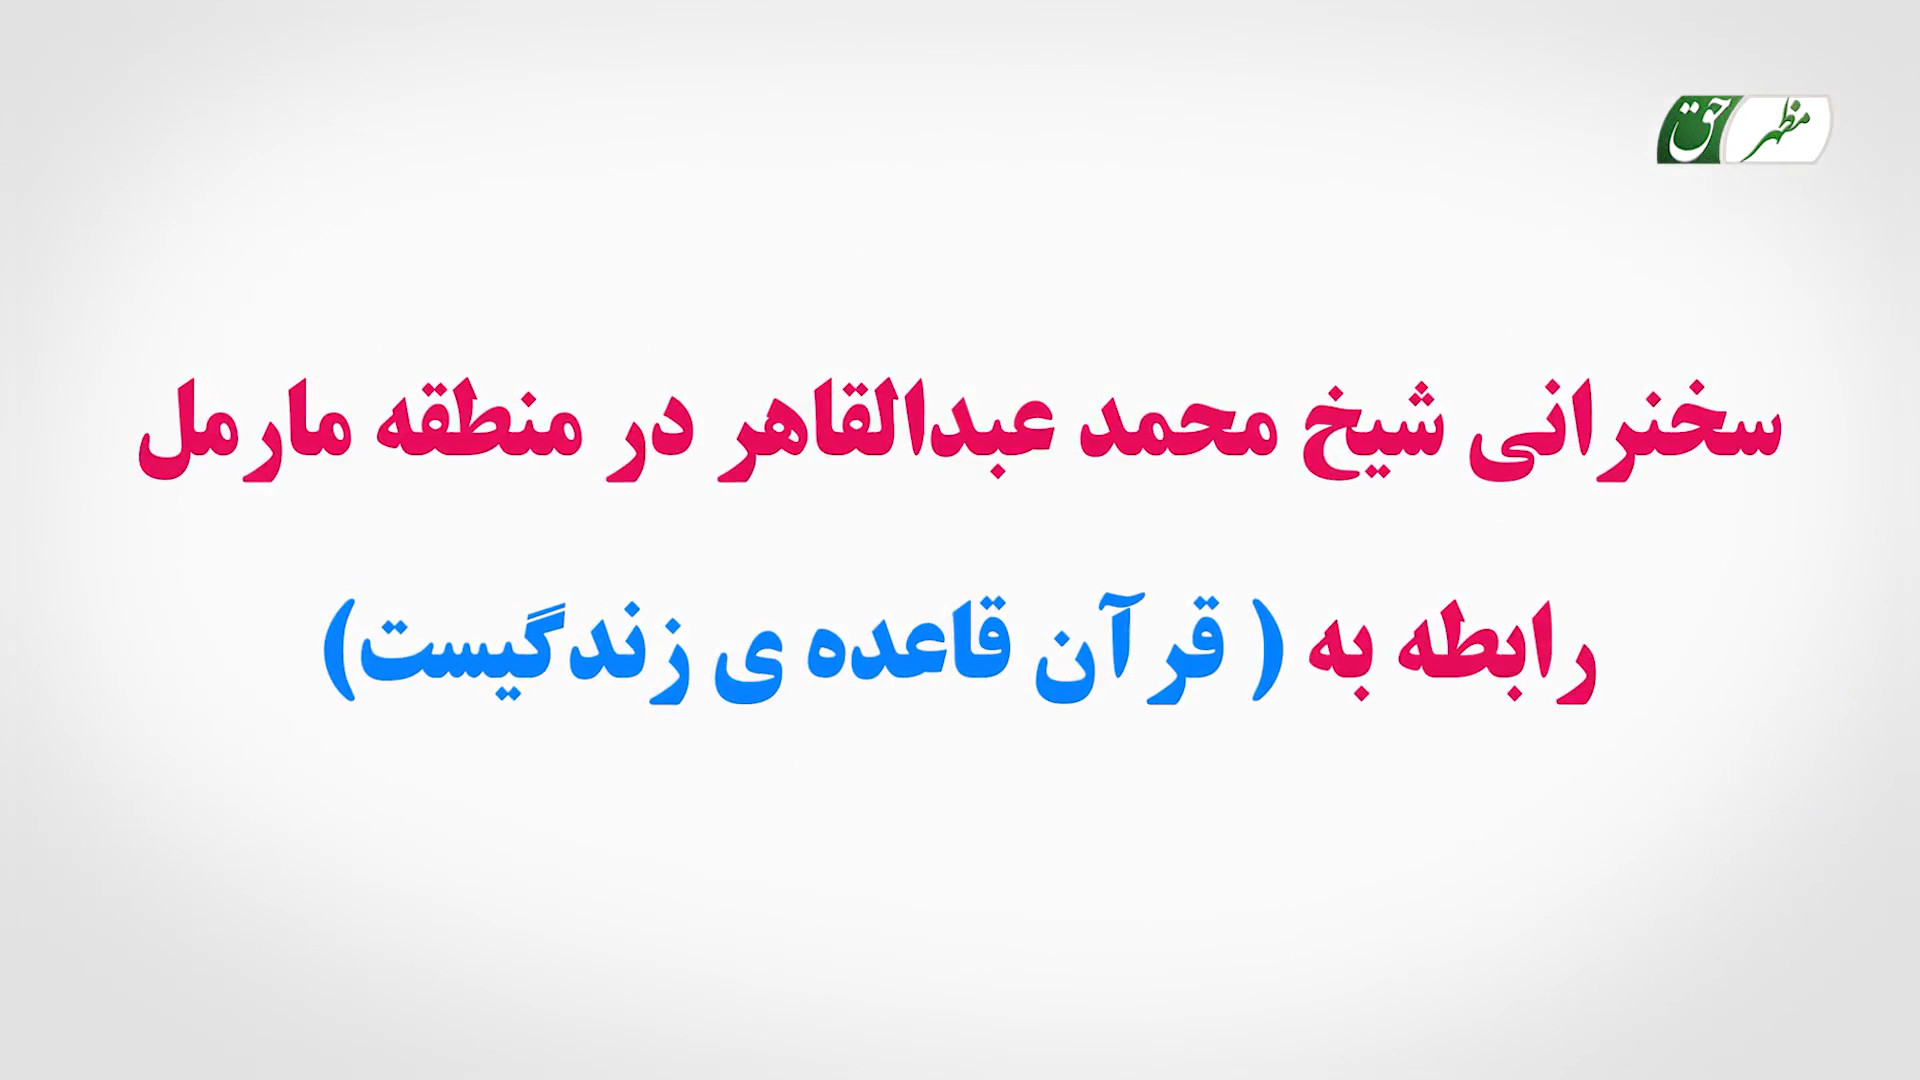 مظهر حق
سخنرانی شیخ محمد عبدالقاهر در منطقه مارمل
رابطه به ( قرآن قاعده ی زندگیست)